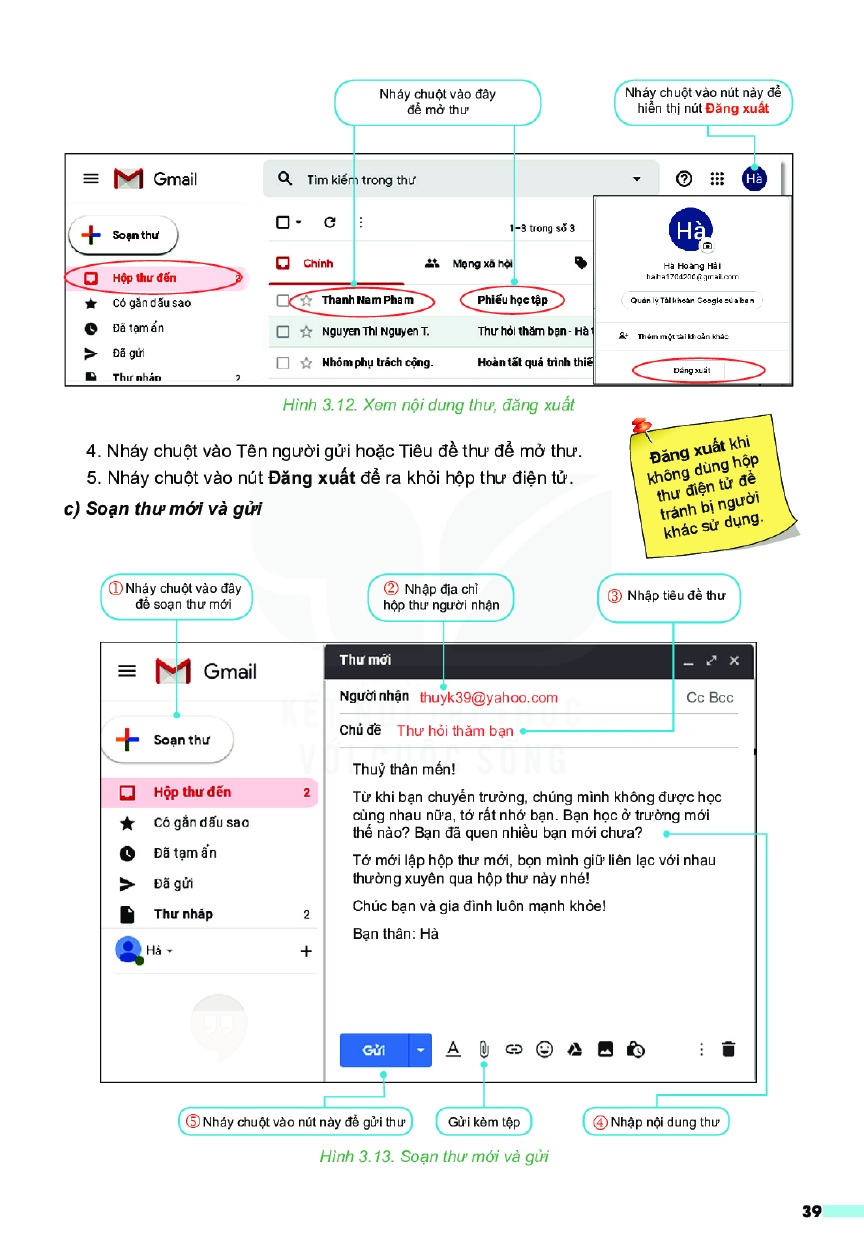 Nháy chuột vào đây
để mở thư
Nháy chuột vào nút này để
hiển thị nút Đăng xuất
Gmail
Tìm kiếm trong thư
Hà
Soạn thư
1–3 trong số 3
Hà
Hộp thư đến 2
Chính
Mạng xã hội
Hà Hoàng Hải
Có gắn dấu sao
Thanh Nam Pham
Phiếu học tập
Quản lý Tài khoản Google của bạn
Đã tạm ẩn
Nguyen Thi Nguyen T.
Thư hỏi thăm bạn - Hà t
Thêm một tài khoản khác
Đã gửi
Nhóm phụ trách cộng.
Hoàn tất quá trình thiế
Đăng xuất
Thư nháp 2
Hình 3.12. Xem nội dung thư, đăng xuất
4. Nháy chuột vào Tên người gửi hoặc Tiêu đề thư để mở thư.
5. Nháy chuột vào nút Đăng xuất để ra khỏi hộp thư điện tử.
Đăng xuất khi
không dùng hộp
thư điện tử để
tránh bị người
khác sử dụng.
c) Soạn thư mới và gửi
① Nháy chuột vào đây
để soạn thư mới
② Nhập địa chỉ
hộp thư người nhận
③ Nhập tiêu đề thư
Gmail
Soạn thư
Hộp thư đến 2
Có gắn dấu sao
Đã tạm ẩn
Đã gửi
Thư nháp 2
Hà
Thư mới
Người nhận thuyk39@yahoo.com Cc Bcc
Chủ đề Thư hỏi thăm bạn
KẾT NỐI TRI THỨC
VỚI CUỘC SỐNG
Thuỷ thân mến!
Từ khi bạn chuyển trường, chúng mình không được học
cùng nhau nữa, tớ rất nhớ bạn. Bạn học ở trường mới
thế nào? Bạn đã quen nhiều bạn mới chưa?
Tớ mới lập hộp thư mới, bọn mình giữ liên lạc với nhau
thường xuyên qua hộp thư này nhé!
Chúc bạn và gia đình luôn mạnh khỏe!
Bạn thân: Hà
Gửi
⑤ Nháy chuột vào nút này để gửi thư
Gửi kèm tệp
④ Nhập nội dung thư
Hình 3.13. Soạn thư mới và gửi
39